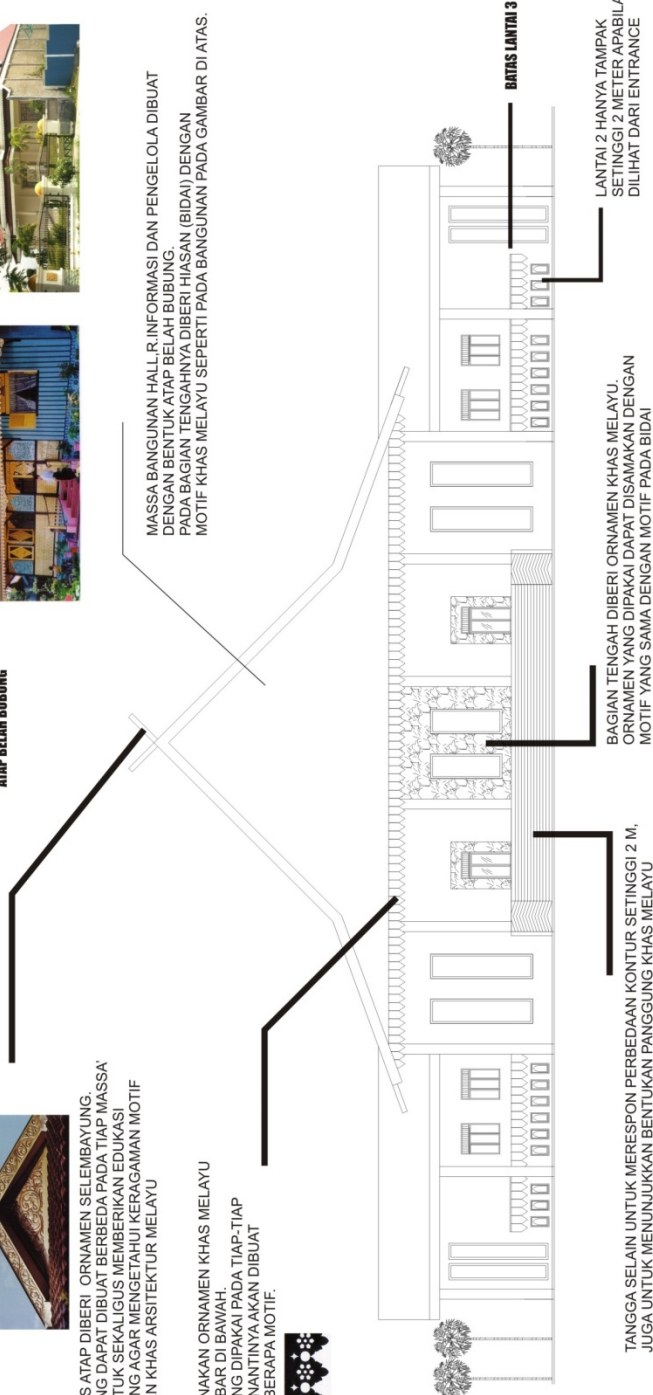 ATAP BELAH BUBUNG
MASSA BANGUNAN HALL,R.INFORMASI DAN PENGELOLA DIBUAT
DENGAN BENTUK ATAP BELAH BUBUNG.
PADA BAGIAN TENGAHNYA DIBERI HIASAN (BIDAI) DENGAN
MOTIF KHAS MELAYU SEPERTI PADA BANGUNAN PADA GAMBAR DI ATAS.
ATAP DIBERI ORNAMEN SELEMBAYUNG.
DAPAT DIBUAT BERBEDA PADA TIAP MASSA'
SEKALIGUS MEMBERIKAN EDUKASI
AGAR MENGETAHUI KERAGAMAN MOTIF
KHAS ARSITEKTUR MELAYU
ORNAMEN KHAS MELAYU
DI BAWAH.
DIPAKAI PADA TIAP-TIAP
NANTINYA AKAN DIBUAT
MOTIF.
BATAS LANTAI 3
LANTAI 2 HANYA TAMPAK
SETINGGI 2 METER APABILA
DILIHAT DARI ENTRANCE
BAGIAN TENGAH DIBERI ORNAMEN KHAS MELAYU.
ORNAMEN YANG DIPAKAI DAPAT DISAMAKAN DENGAN
MOTIF YANG SAMA DENGAN MOTIF PADA BIDAI
TANGGA SELAIN UNTUK MERESPON PERBEDAAN KONTUR SETINGGI 2 M,
JUGA UNTUK MENUNJUKKAN BENTUKAN PANGGUNG KHAS MELAYU